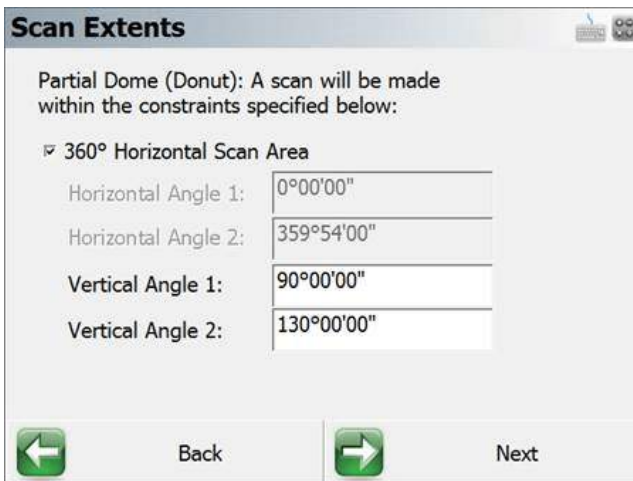 Scan Extents
Partial Dome (Donut): A scan will be made
within the constraints specified below:
360° Horizontal Scan Area
Horizontal Angle 1: 0°00'00"
Horizontal Angle 2: 359°54'00"
Vertical Angle 1: 90°00'00"
Vertical Angle 2: 130°00'00"
Back Next